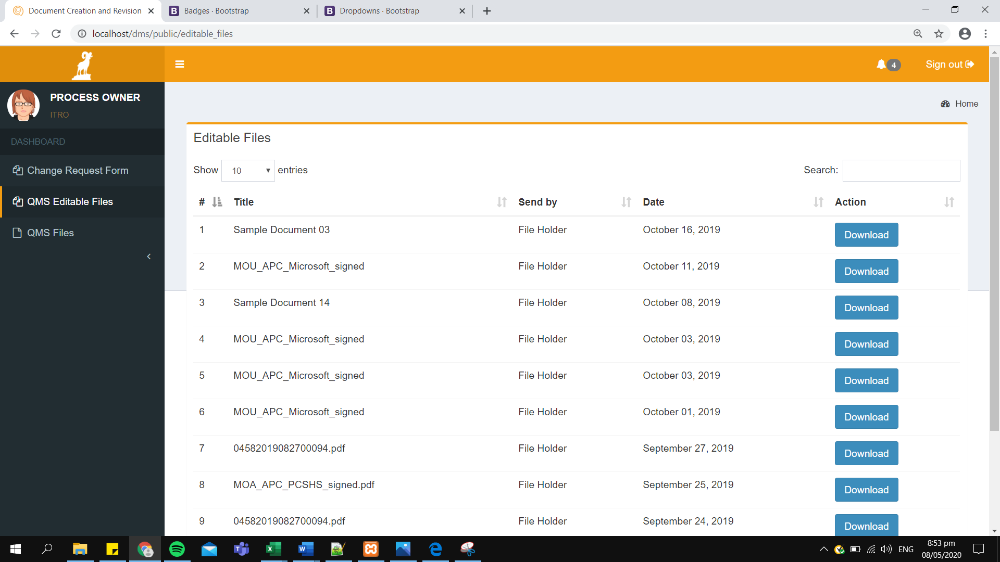 Document Creation and Revision
Badges · Bootstrap
Dropdowns · Bootstrap
localhost/dms/public/editable_files
4
Sign out
PROCESS OWNER
ITRO
Home
DASHBOARD
Change Request Form
QMS Editable Files
QMS Files
Editable Files
Show 10 entries
Search:
# Title Send by Date Action
1 Sample Document 03 File Holder October 16, 2019 Download
2 MOU_APC_Microsoft_signed File Holder October 11, 2019 Download
3 Sample Document 14 File Holder October 08, 2019 Download
4 MOU_APC_Microsoft_signed File Holder October 03, 2019 Download
5 MOU_APC_Microsoft_signed File Holder October 03, 2019 Download
6 MOU_APC_Microsoft_signed File Holder October 01, 2019 Download
7 04582019082700094.pdf File Holder September 27, 2019 Download
8 MOA_APC_PCSHS_signed.pdf File Holder September 25, 2019 Download
9 04582019082700094.pdf File Holder September 24, 2019 Download
ENG
8:53 pm
08/05/2020